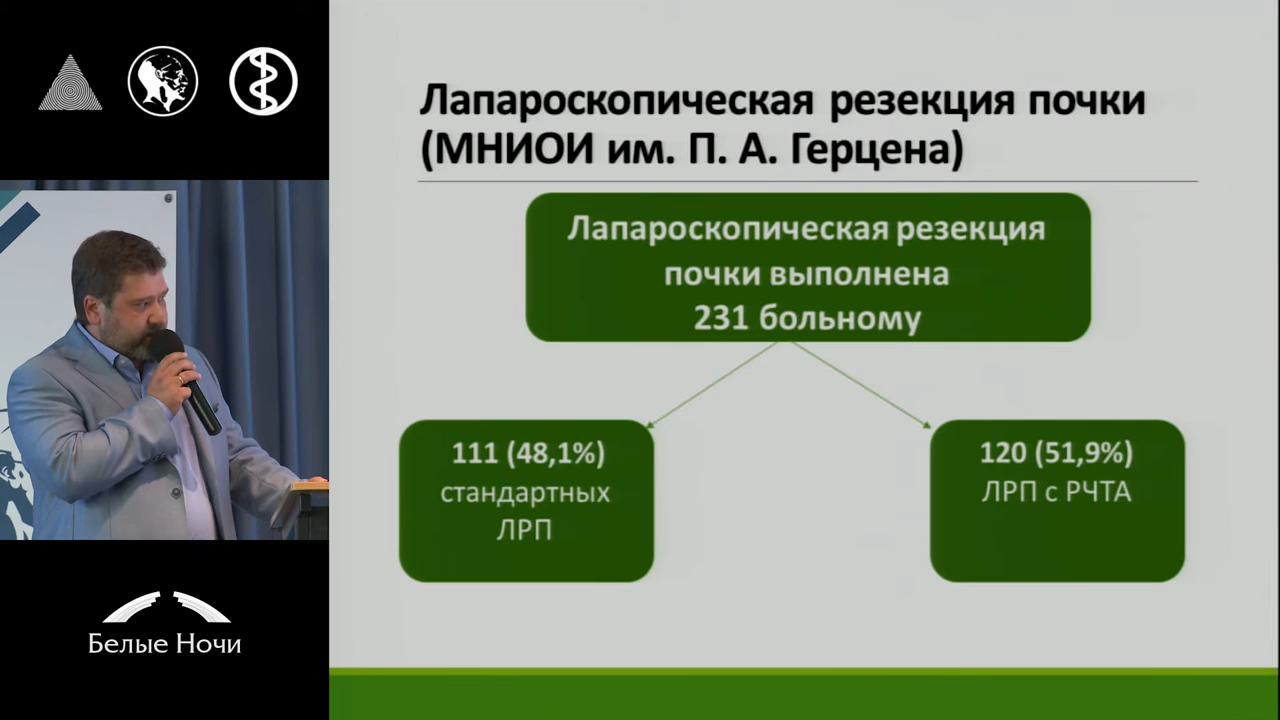 Лапароскопическая резекция почки
(МНИОИ им. П. А. Герцена)
Лапароскопическая резекция
почки выполнена
231 больному
111 (48,1%)
стандартных
ЛРП
120 (51,9%)
ЛРП с РЧТА
Белые Ночи